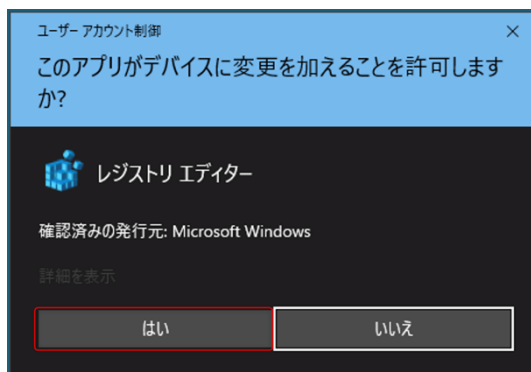 ユーザー アカウント制御
このアプリがデバイスに変更を加えることを許可します
か?
レジストリ エディター
確認済みの発行元: Microsoft Windows
詳細を表示
はい
いいえ